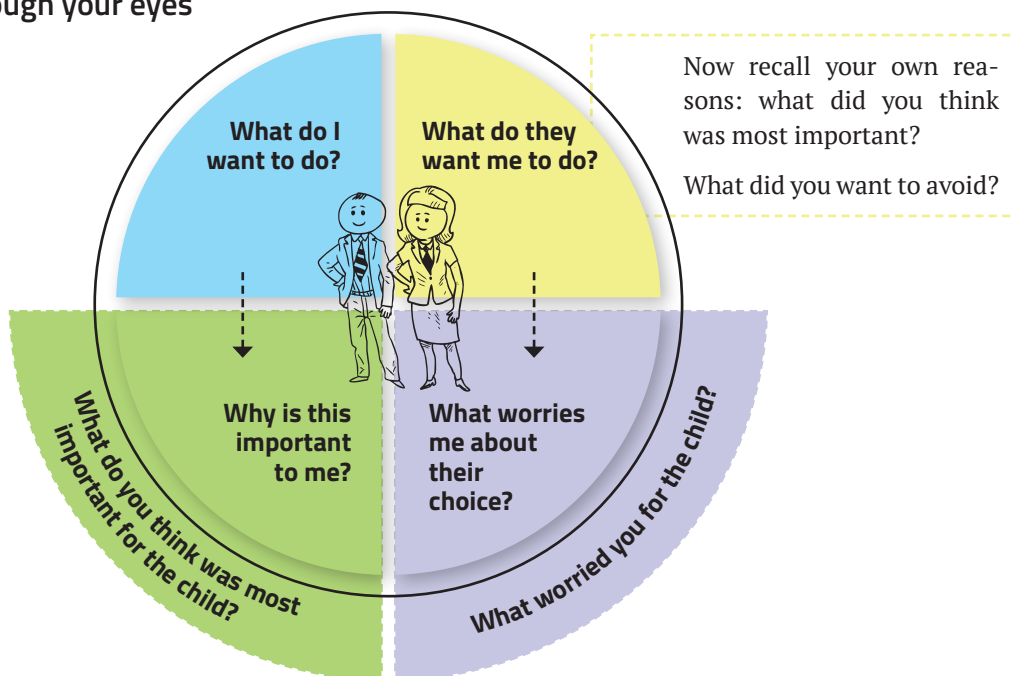 ough your eyes
What do I
want to do?
What do they
want me to do?
Now recall your own rea-
sons: what did you think
was most important?
What did you want to avoid?
Why is this
important
to me?
What worries
me about
their
choice?
What do you think was most
important for the child?
What worried you for the child?